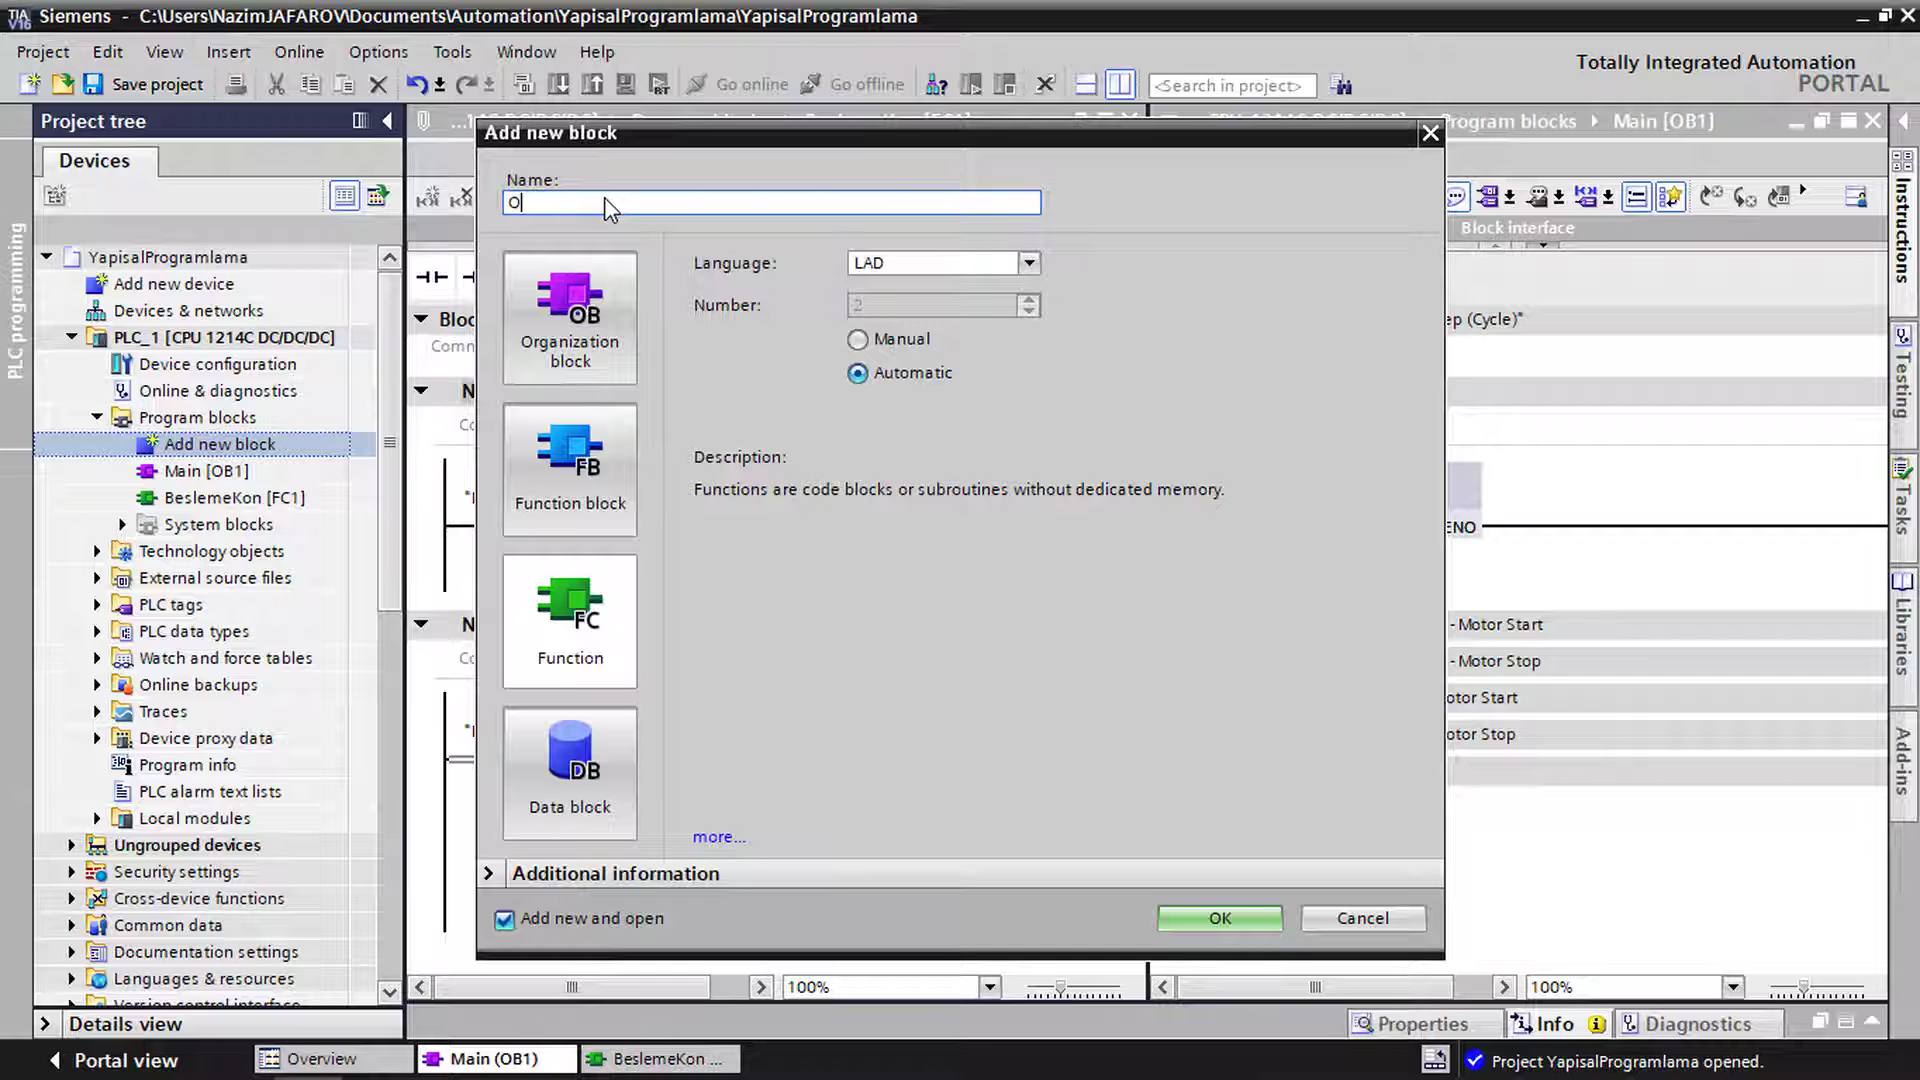 Siemens - C:\Users\NazimJAFAROV\Documents\Automation\YapisalProgramlama\YapisalProgramlama
Project Edit View Insert Online Options Tools Window Help
Totally Integrated Automation
PORTAL
Save project
Go online
Go offline
<Search in project>
Project tree
Devices
PLC programming
YapisalProgramlama
Add new device
Devices & networks
PLC_1 [CPU 1214C DC/DC/DC]
Device configuration
Online & diagnostics
Program blocks
Add new block
Main [OB1]
BeslemeKon [FC1]
System blocks
Technology objects
External source files
PLC tags
PLC data types
Watch and force tables
Online backups
Traces
Device proxy data
Program info
PLC alarm text lists
Local modules
Ungrouped devices
Security settings
Cross-device functions
Common data
Documentation settings
Languages & resources
Details view
Add new block
Name:
O
OB
Organization
block
FB
Function block
FC
Function
DB
Data block
Language:
LAD
Number:
2
Manual
Automatic
Description:
Functions are code blocks or subroutines without dedicated memory.
more...
Additional information
Add new and open
OK
Cancel
Program blocks
Main [OB1]
Block interface
ep (Cycle)"
ENO
- Motor Start
- Motor Stop
otor Start
otor Stop
Instructions
Testing
Tasks
Libraries
Add-ins
100%
100%
Properties
Info
Diagnostics
Portal view
Overview
Main (OB1)
BeslemeKon ...
Project YapisalProgramlama opened.